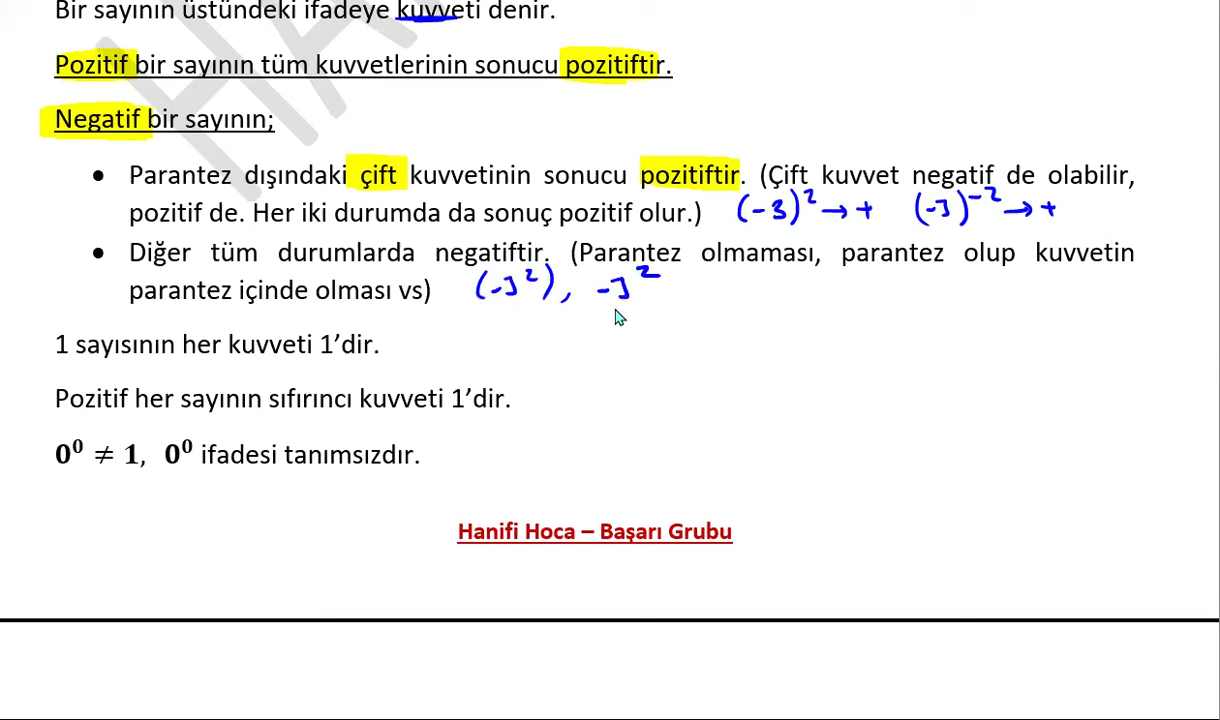 Bir sayının üstündeki ifadeye kuvveti denir.
Pozitif bir sayının tüm kuvvetlerinin sonucu pozitiftir.
Negatif bir sayının;
• Parantez dışındaki çift kuvvetinin sonucu pozitiftir. (Çift kuvvet negatif de olabilir,
pozitif de. Her iki durumda da sonuç pozitif olur.) (-3)² → + (-3)⁻² → +
• Diğer tüm durumlarda negatiftir. (Parantez olmaması, parantez olup kuvvetin
parantez içinde olması vs) (-3²), -3²
1 sayısının her kuvveti 1’dir.
Pozitif her sayının sıfırıncı kuvveti 1’dir.
0⁰ ≠ 1, 0⁰ ifadesi tanımsızdır.
Hanifi Hoca – Başarı Grubu